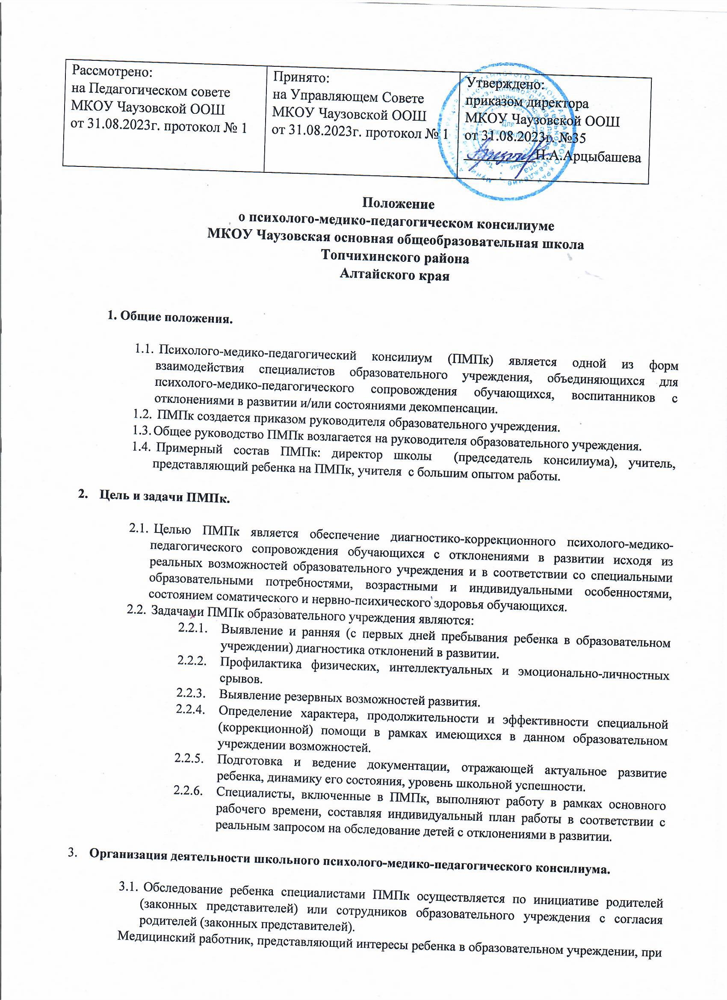 Рассмотрено:
на Педагогическом совете
МКОУ Чаузовской ООШ
от 31.08.2023г. протокол № 1
Принято:
на Управляющем Совете
МКОУ Чаузовской ООШ
от 31.08.2023г. протокол № 1
Утверждено:
приказом директора
МКОУ Чаузовской ООШ
от 31.08.2023г. №35
Н.А.Арцыбашева
Для
документов
Положение
о психолого-медико-педагогическом консилиуме
МКОУ Чаузовская основная общеобразовательная школа
Топчихинского района
Алтайского края
1. Общие положения.
1.1. Психолого-медико-педагогический консилиум (ПМПк) является одной из форм
взаимодействия специалистов образовательного учреждения, объединяющихся для
психолого-медико-педагогического сопровождения обучающихся, воспитанников с
отклонениями в развитии и/или состояниями декомпенсации.
1.2. ПМПк создается приказом руководителя образовательного учреждения.
1.3. Общее руководство ПМПк возлагается на руководителя образовательного учреждения.
1.4. Примерный состав ПМПк: директор школы (председатель консилиума), учитель,
представляющий ребенка на ПМПк, учителя с большим опытом работы.
2. Цель и задачи ПМПк.
2.1. Целью ПМПк является обеспечение диагностико-коррекционного психолого-медико-
педагогического сопровождения обучающихся с отклонениями в развитии исходя из
реальных возможностей образовательного учреждения и в соответствии со специальными
образовательными потребностями, возрастными и индивидуальными особенностями,
состоянием соматического и нервно-психического здоровья обучающихся.
2.2. Задачами ПМПк образовательного учреждения являются:
2.2.1. Выявление и ранняя (с первых дней пребывания ребенка в образовательном
учреждении) диагностика отклонений в развитии.
2.2.2. Профилактика физических, интеллектуальных и эмоционально-личностных
срывов.
2.2.3. Выявление резервных возможностей развития.
2.2.4. Определение характера, продолжительности и эффективности специальной
(коррекционной) помощи в рамках имеющихся в данном образовательном
учреждении возможностей.
2.2.5. Подготовка и ведение документации, отражающей актуальное развитие
ребенка, динамику его состояния, уровень школьной успешности.
2.2.6. Специалисты, включенные в ПМПк, выполняют работу в рамках основного
рабочего времени, составляя индивидуальный план работы в соответствии с
реальным запросом на обследование детей с отклонениями в развитии.
3. Организация деятельности школьного психолого-медико-педагогического консилиума.
3.1. Обследование ребенка специалистами ПМПк осуществляется по инициативе родителей
(законных представителей) или сотрудников образовательного учреждения с согласия
родителей (законных представителей).
Медицинский работник, представляющий интересы ребенка в образовательном учреждении, при